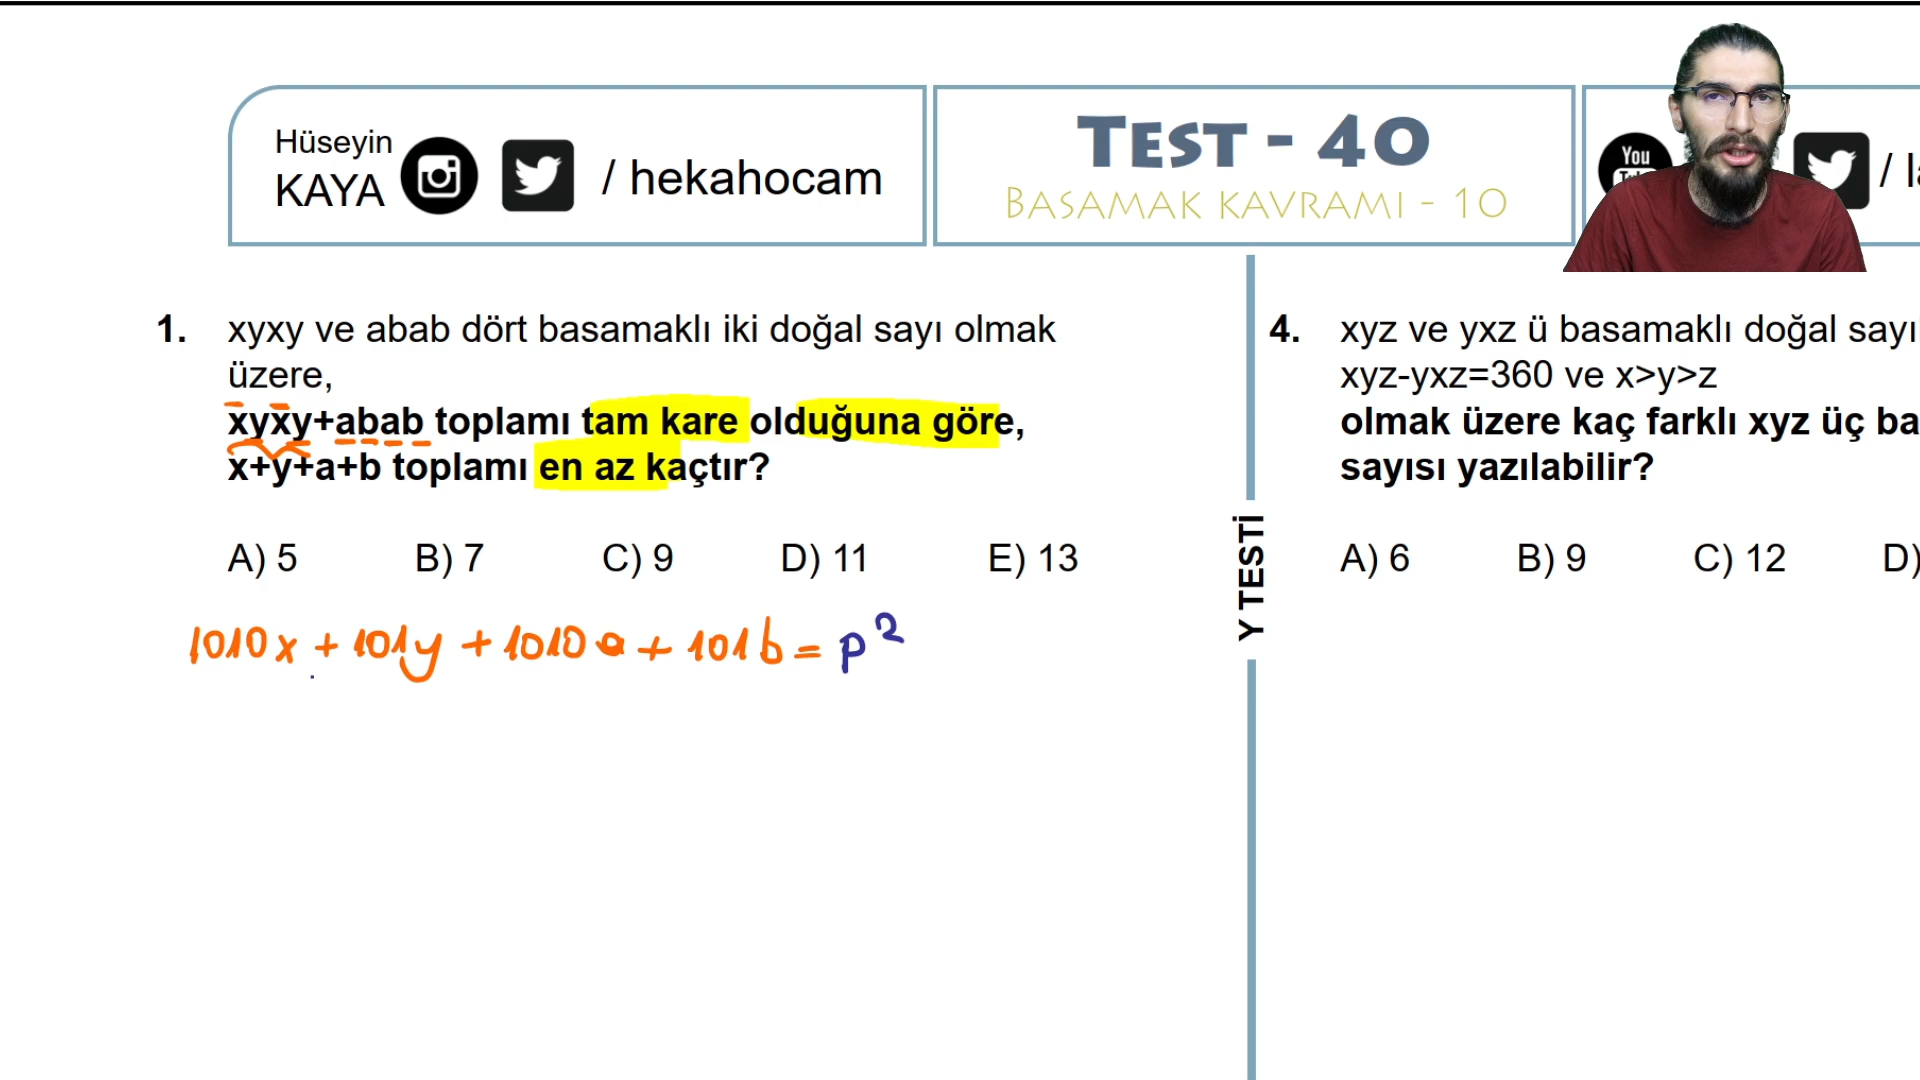 Hüseyin
KAYA
/ hekahocam
TEST - 40
BASAMAK KAVRAMI - 10
You
/ la
1. xyxy ve abab dört basamaklı iki doğal sayı olmak
üzere,
xyxy+abab toplamı tam kare olduğuna göre,
x+y+a+b toplamı en az kaçtır?
A) 5 B) 7 C) 9 D) 11 E) 13
1010x + 101y + 1010a + 101b = p²
Y TESTİ
4. xyz ve yxz ü basamaklı doğal sayı
xyz-yxz=360 ve x>y>z
olmak üzere kaç farklı xyz üç ba
sayısı yazılabilir?
A) 6 B) 9 C) 12 D)